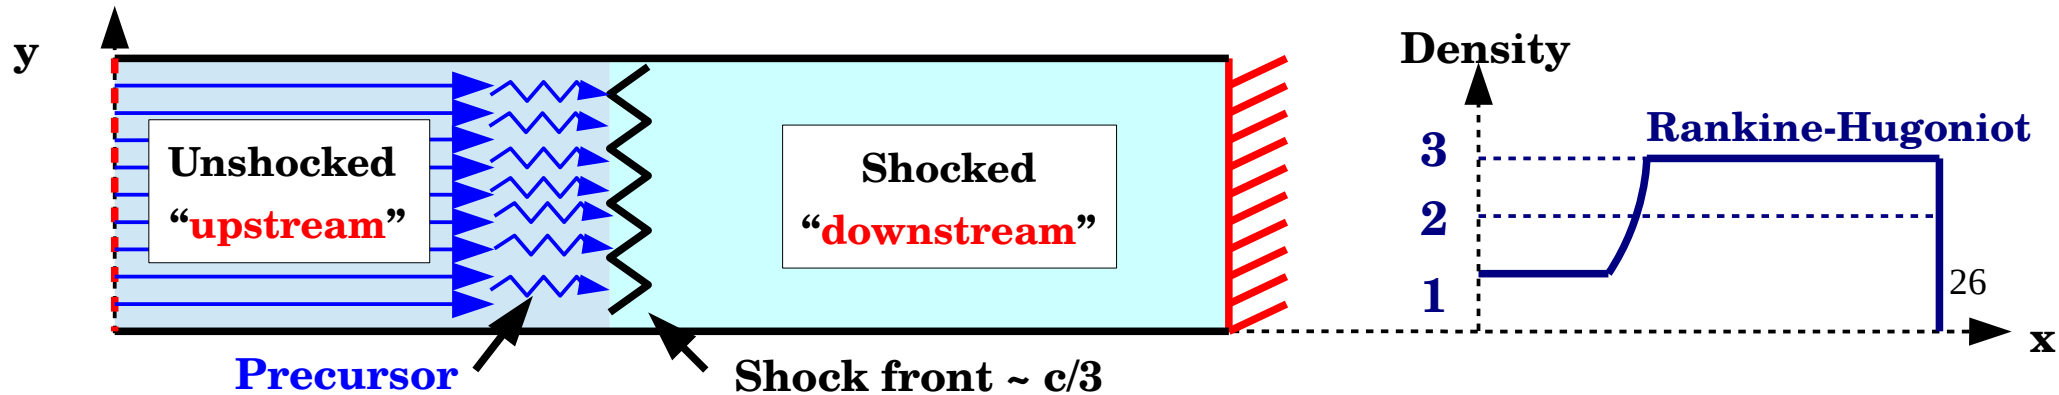 y
Unshocked
“upstream”
Shocked
“downstream”
Precursor
Shock front ~ c/3
Density
Rankine-Hugoniot
3
2
1
26
x